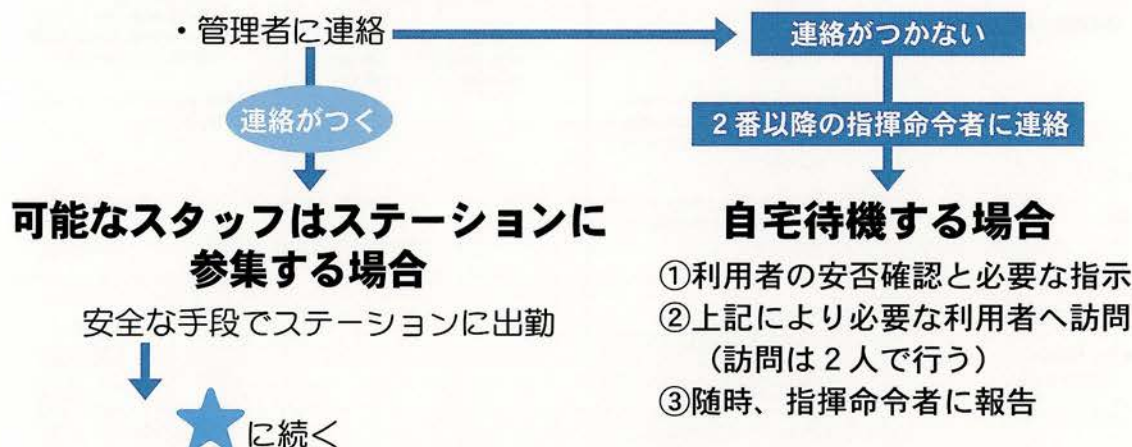 ・管理者に連絡
連絡がつかない
連絡がつく
2番以降の指揮命令者に連絡
可能なスタッフはステーションに
参集する場合
安全な手段でステーションに出勤
に続く
自宅待機する場合
①利用者の安否確認と必要な指示
②上記により必要な利用者へ訪問
（訪問は2人で行う）
③随時、指揮命令者に報告